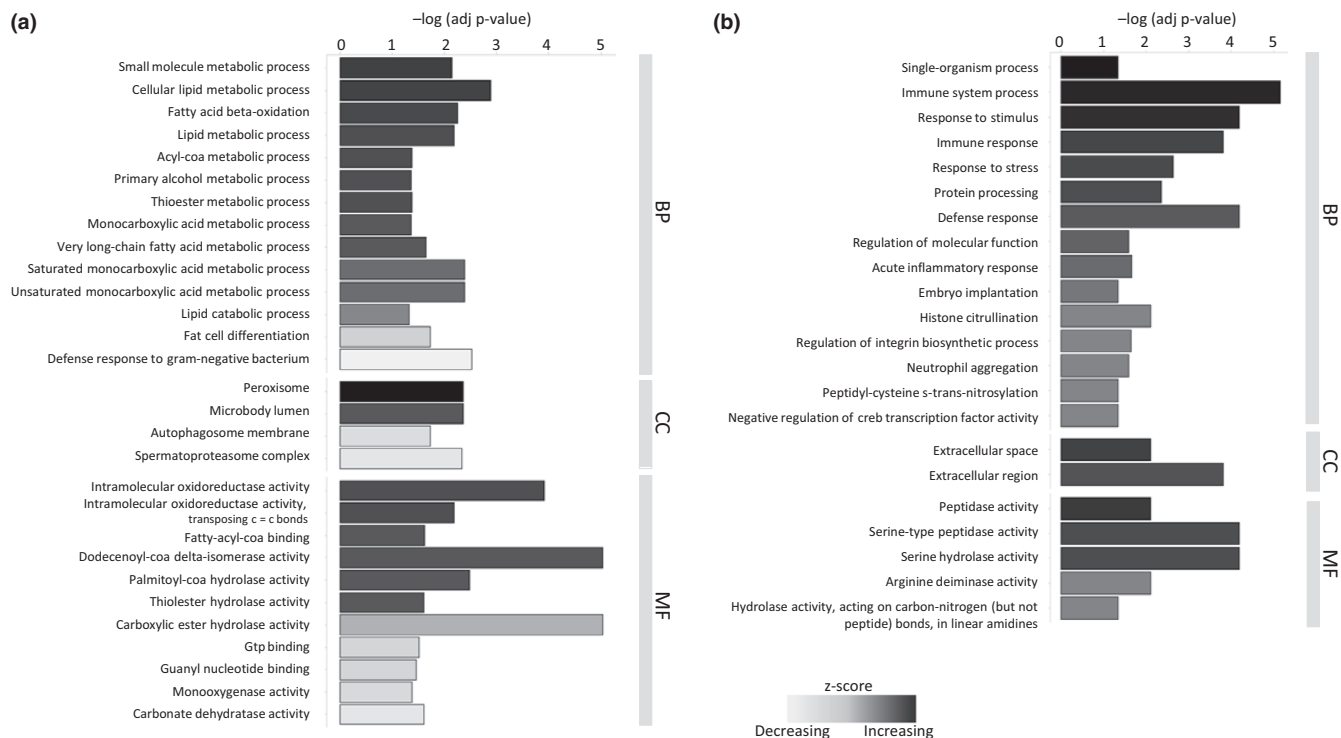 (a)
–log (adj p-value)
0 1 2 3 4 5
Small molecule metabolic process
Cellular lipid metabolic process
Fatty acid beta-oxidation
Lipid metabolic process
Acyl-coa metabolic process
Primary alcohol metabolic process
Thioester metabolic process
Monocarboxylic acid metabolic process
Very long-chain fatty acid metabolic process
Saturated monocarboxylic acid metabolic process
Unsaturated monocarboxylic acid metabolic process
Lipid catabolic process
Fat cell differentiation
Defense response to gram-negative bacterium
BP
Peroxisome
Microbody lumen
Autophagosome membrane
Spermatoproteasome complex
CC
Intramolecular oxidoreductase activity
Intramolecular oxidoreductase activity,
transposing c = c bonds
Fatty-acyl-coa binding
Dodecenoyl-coa delta-isomerase activity
Palmitoyl-coa hydrolase activity
Thiolester hydrolase activity
Carboxylic ester hydrolase activity
Gtp binding
Guanyl nucleotide binding
Monooxygenase activity
Carbonate dehydratase activity
MF
(b)
–log (adj p-value)
0 1 2 3 4 5
Single-organism process
Immune system process
Response to stimulus
Immune response
Response to stress
Protein processing
Defense response
Regulation of molecular function
Acute inflammatory response
Embryo implantation
Histone citrullination
Regulation of integrin biosynthetic process
Neutrophil aggregation
Peptidyl-cysteine s-trans-nitrosylation
Negative regulation of creb transcription factor activity
BP
Extracellular space
Extracellular region
CC
Peptidase activity
Serine-type peptidase activity
Serine hydrolase activity
Arginine deiminase activity
Hydrolase activity, acting on carbon-nitrogen (but not
peptide) bonds, in linear amidines
MF
z-score
Decreasing Increasing